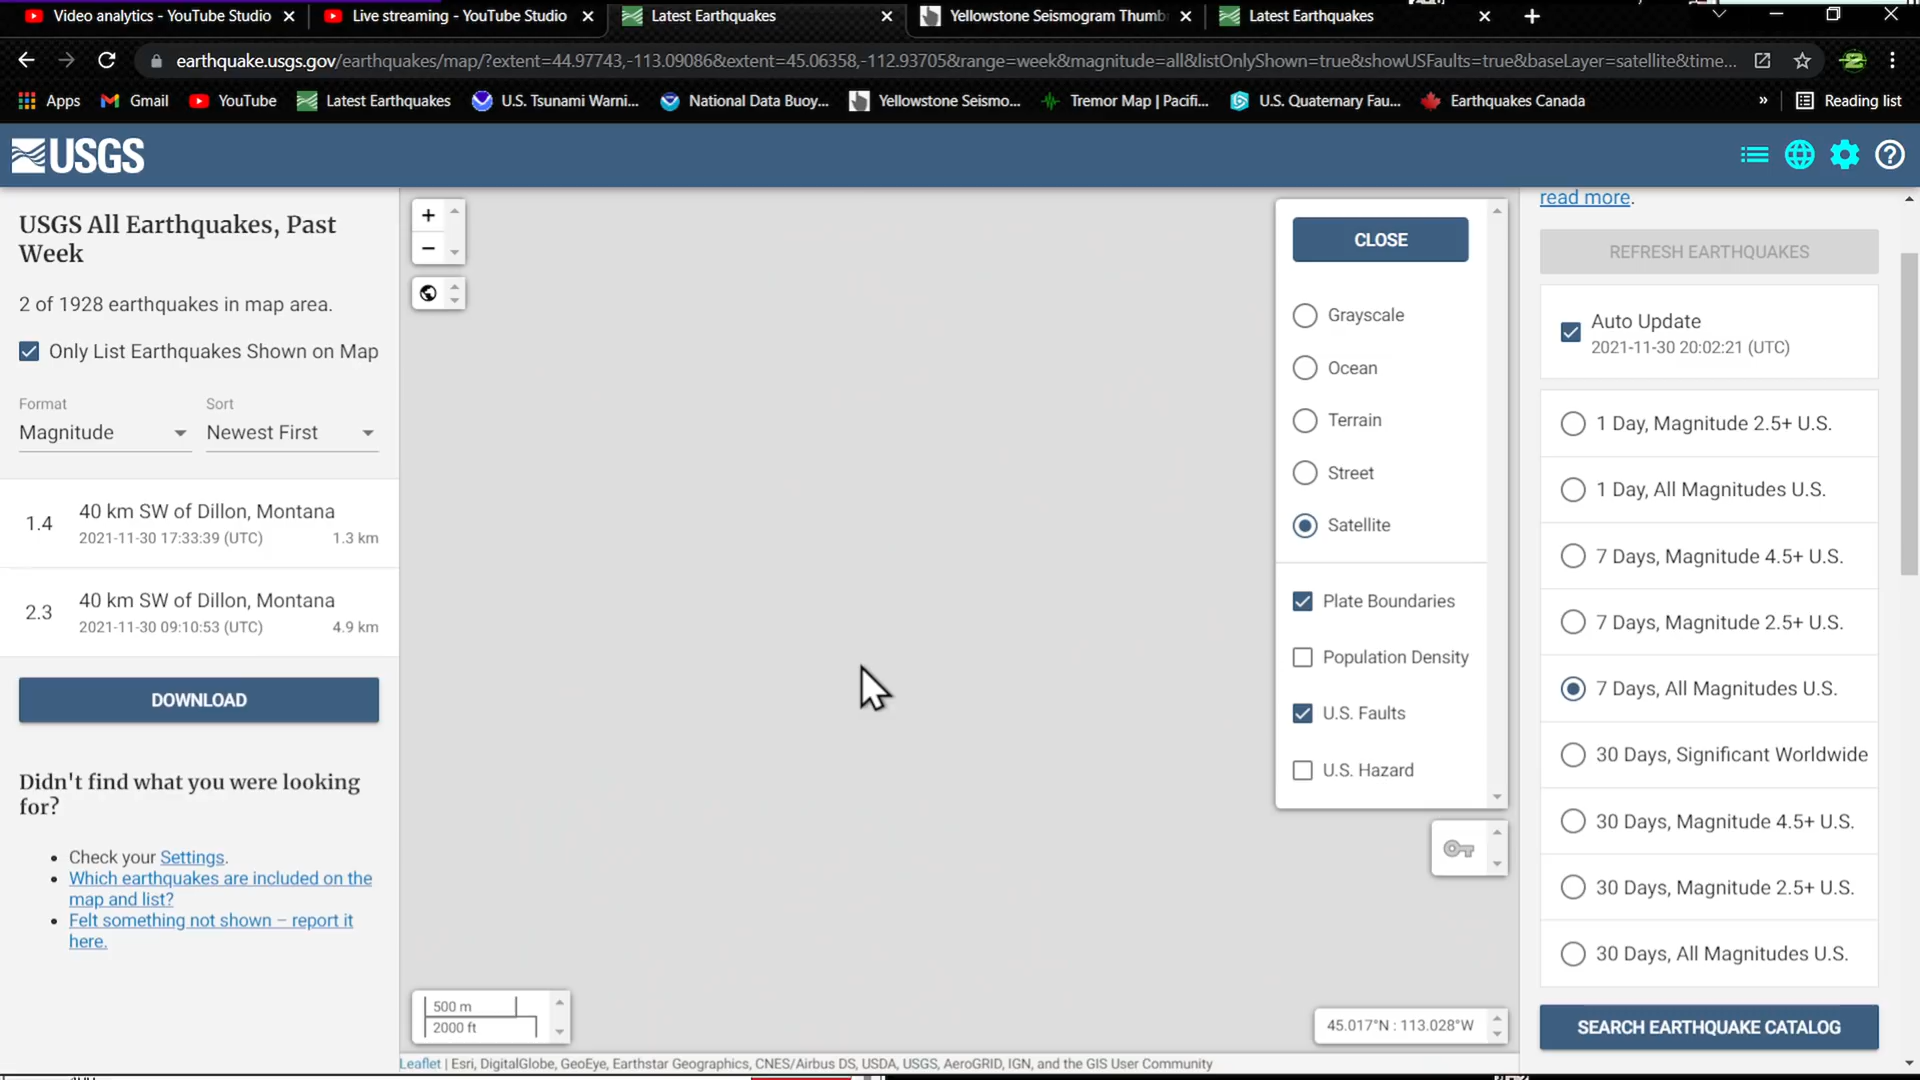 Video analytics - YouTube Studio
Live streaming - YouTube Studio
Latest Earthquakes
Yellowstone Seismogram Thumb
Latest Earthquakes
earthquake.usgs.gov/earthquakes/map/?extent=44.97743,-113.09086&extent=45.06358,-112.93705&range=week&magnitude=all&listOnlyShown=true&showUSFaults=true&baseLayer=satellite&time...
Apps
Gmail
YouTube
Latest Earthquakes
U.S. Tsunami Warni...
National Data Buoy...
Yellowstone Seismo...
Tremor Map | Pacifi...
U.S. Quaternary Fau...
Earthquakes Canada
»
Reading list
USGS
USGS All Earthquakes, Past
Week
2 of 1928 earthquakes in map area.
Only List Earthquakes Shown on Map
Format
Sort
Magnitude
Newest First
1.4
40 km SW of Dillon, Montana
2021-11-30 17:33:39 (UTC)
1.3 km
2.3
40 km SW of Dillon, Montana
2021-11-30 09:10:53 (UTC)
4.9 km
DOWNLOAD
Didn't find what you were looking
for?
• Check your Settings.
• Which earthquakes are included on the
map and list?
• Felt something not shown – report it
here.
+
−
500 m
2000 ft
CLOSE
Grayscale
Ocean
Terrain
Street
Satellite
Plate Boundaries
Population Density
U.S. Faults
U.S. Hazard
45.017°N : 113.028°W
Leaflet | Esri, DigitalGlobe, GeoEye, Earthstar Geographics, CNES/Airbus DS, USDA, USGS, AeroGRID, IGN, and the GIS User Community
read more.
REFRESH EARTHQUAKES
Auto Update
2021-11-30 20:02:21 (UTC)
1 Day, Magnitude 2.5+ U.S.
1 Day, All Magnitudes U.S.
7 Days, Magnitude 4.5+ U.S.
7 Days, Magnitude 2.5+ U.S.
7 Days, All Magnitudes U.S.
30 Days, Significant Worldwide
30 Days, Magnitude 4.5+ U.S.
30 Days, Magnitude 2.5+ U.S.
30 Days, All Magnitudes U.S.
SEARCH EARTHQUAKE CATALOG